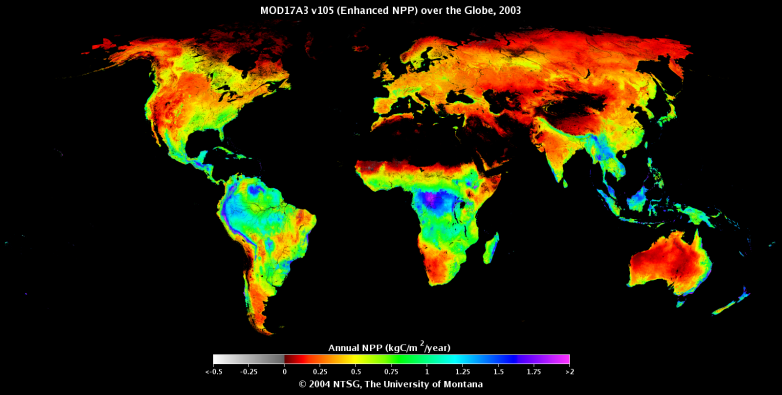 MOD17A3 v105 (Enhanced NPP) over the Globe, 2003
Annual NPP (kgC/m²/year)
<-0.5 -0.25 0 0.25 0.5 0.75 1 1.25 1.5 1.75 >2
© 2004 NTSG, The University of Montana